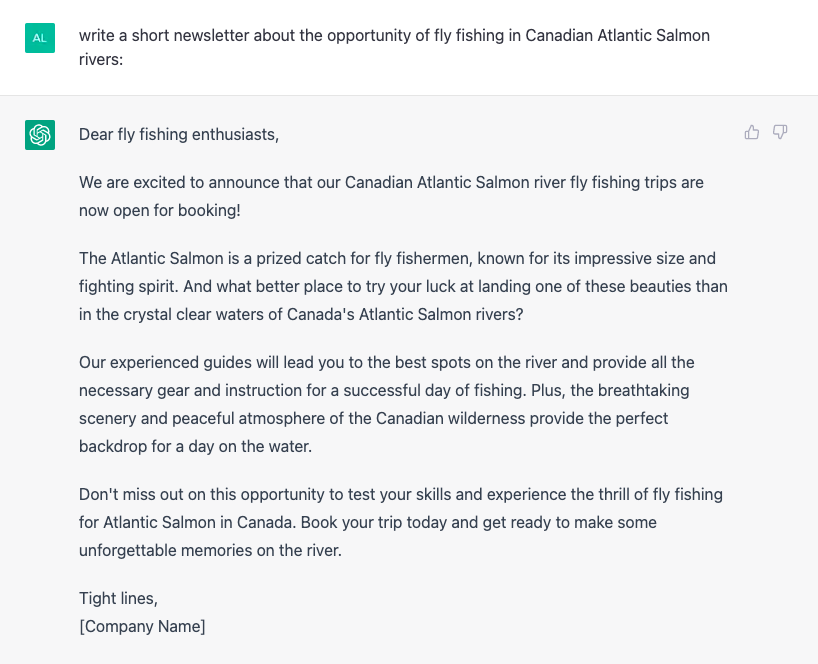 AL
write a short newsletter about the opportunity of fly fishing in Canadian Atlantic Salmon
rivers:
Dear fly fishing enthusiasts,
We are excited to announce that our Canadian Atlantic Salmon river fly fishing trips are
now open for booking!
The Atlantic Salmon is a prized catch for fly fishermen, known for its impressive size and
fighting spirit. And what better place to try your luck at landing one of these beauties than
in the crystal clear waters of Canada's Atlantic Salmon rivers?
Our experienced guides will lead you to the best spots on the river and provide all the
necessary gear and instruction for a successful day of fishing. Plus, the breathtaking
scenery and peaceful atmosphere of the Canadian wilderness provide the perfect
backdrop for a day on the water.
Don't miss out on this opportunity to test your skills and experience the thrill of fly fishing
for Atlantic Salmon in Canada. Book your trip today and get ready to make some
unforgettable memories on the river.
Tight lines,
[Company Name]